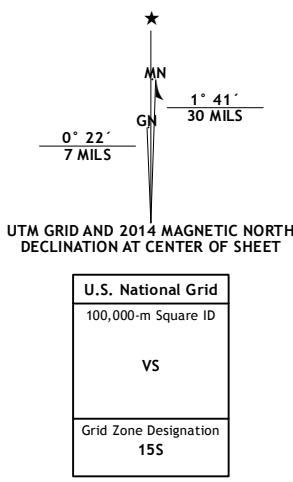 ★
MN
1° 41´
30 MILS
GN
0° 22´
7 MILS
UTM GRID AND 2014 MAGNETIC NORTH
DECLINATION AT CENTER OF SHEET
U.S. National Grid
100,000-m Square ID
VS
Grid Zone Designation
15S